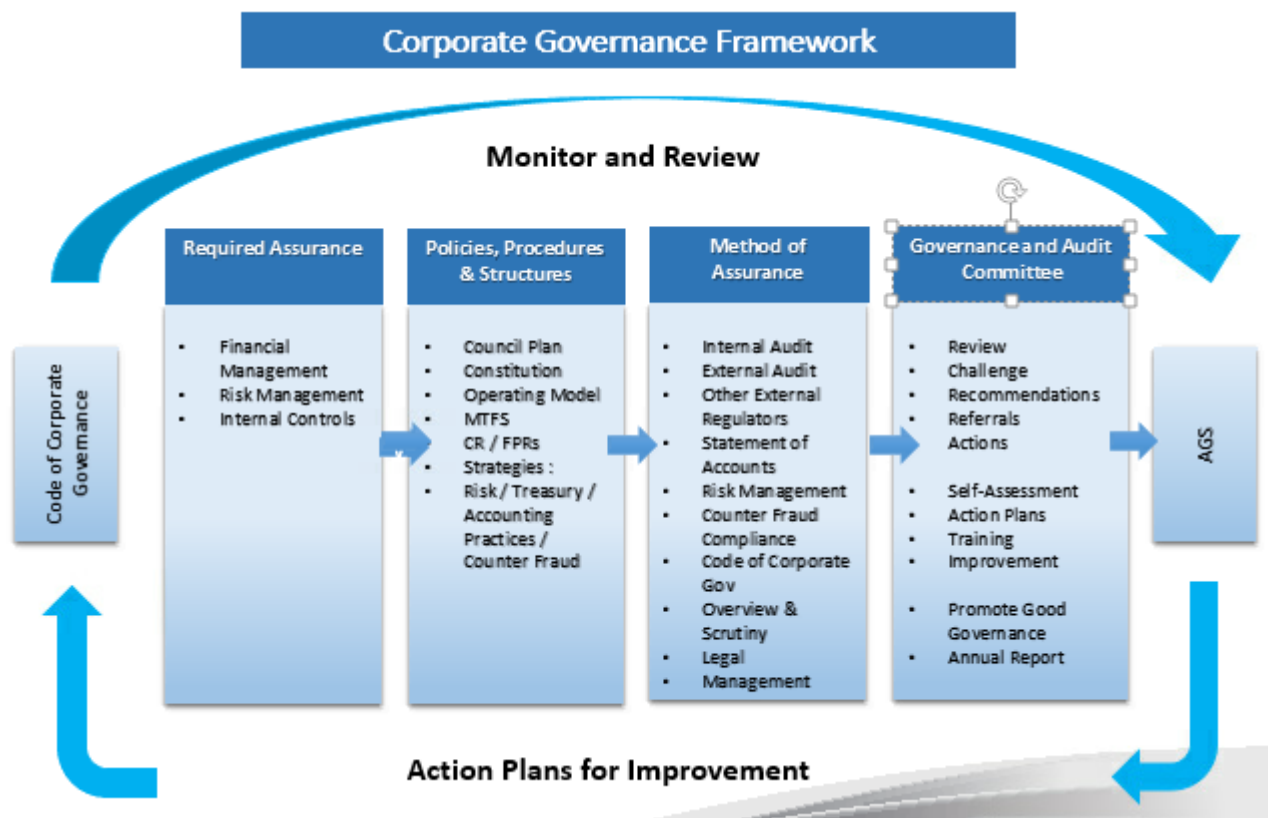 Corporate Governance Framework
Monitor and Review
Code of Corporate
Governance
Required Assurance
• Financial
Management
• Risk Management
• Internal Controls
Policies, Procedures
& Structures
• Council Plan
• Constitution
• Operating Model
• MTFS
• CR / FPRs
• Strategies :
• Risk / Treasury /
Accounting
Practices /
Counter Fraud
Method of
Assurance
• Internal Audit
• External Audit
• Other External
Regulators
• Statement of
Accounts
• Risk Management
• Counter Fraud
Compliance
• Code of Corporate
Gov
• Overview &
Scrutiny
• Legal
• Management
Governance and Audit
Committee
• Review
• Challenge
• Recommendations
• Referrals
• Actions
• Self-Assessment
• Action Plans
• Training
• Improvement
• Promote Good
Governance
• Annual Report
AGS
Action Plans for Improvement